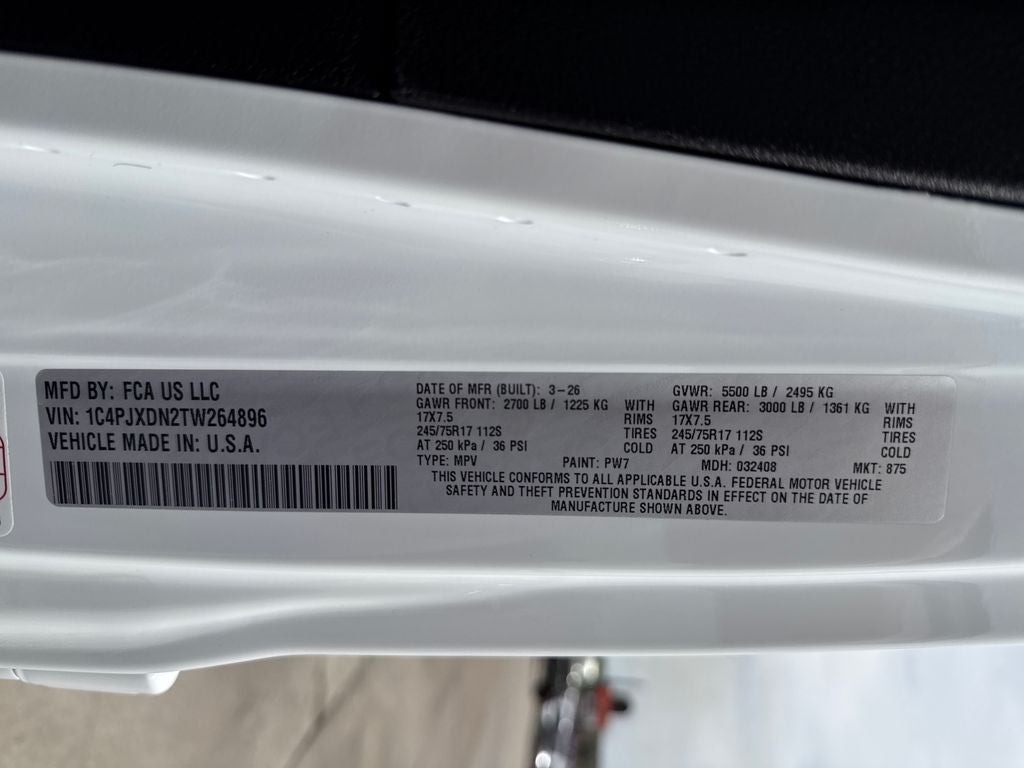 MFD BY: FCA US LLC
VIN: 1C4PJXDN2TW264896
VEHICLE MADE IN: U.S.A.
DATE OF MFR (BUILT): 3-26
GAWR FRONT: 2700 LB / 1225 KG WITH
17X7.5 RIMS
245/75R17 112S TIRES
AT 250 kPa / 36 PSI COLD
GVWR: 5500 LB / 2495 KG
GAWR REAR: 3000 LB / 1361 KG WITH
17X7.5 RIMS
245/75R17 112S TIRES
AT 250 kPa / 36 PSI COLD
TYPE: MPV PAINT: PW7 MDH: 032408 MKT: 875
THIS VEHICLE CONFORMS TO ALL APPLICABLE U.S.A. FEDERAL MOTOR VEHICLE
SAFETY AND THEFT PREVENTION STANDARDS IN EFFECT ON THE DATE OF
MANUFACTURE SHOWN ABOVE.